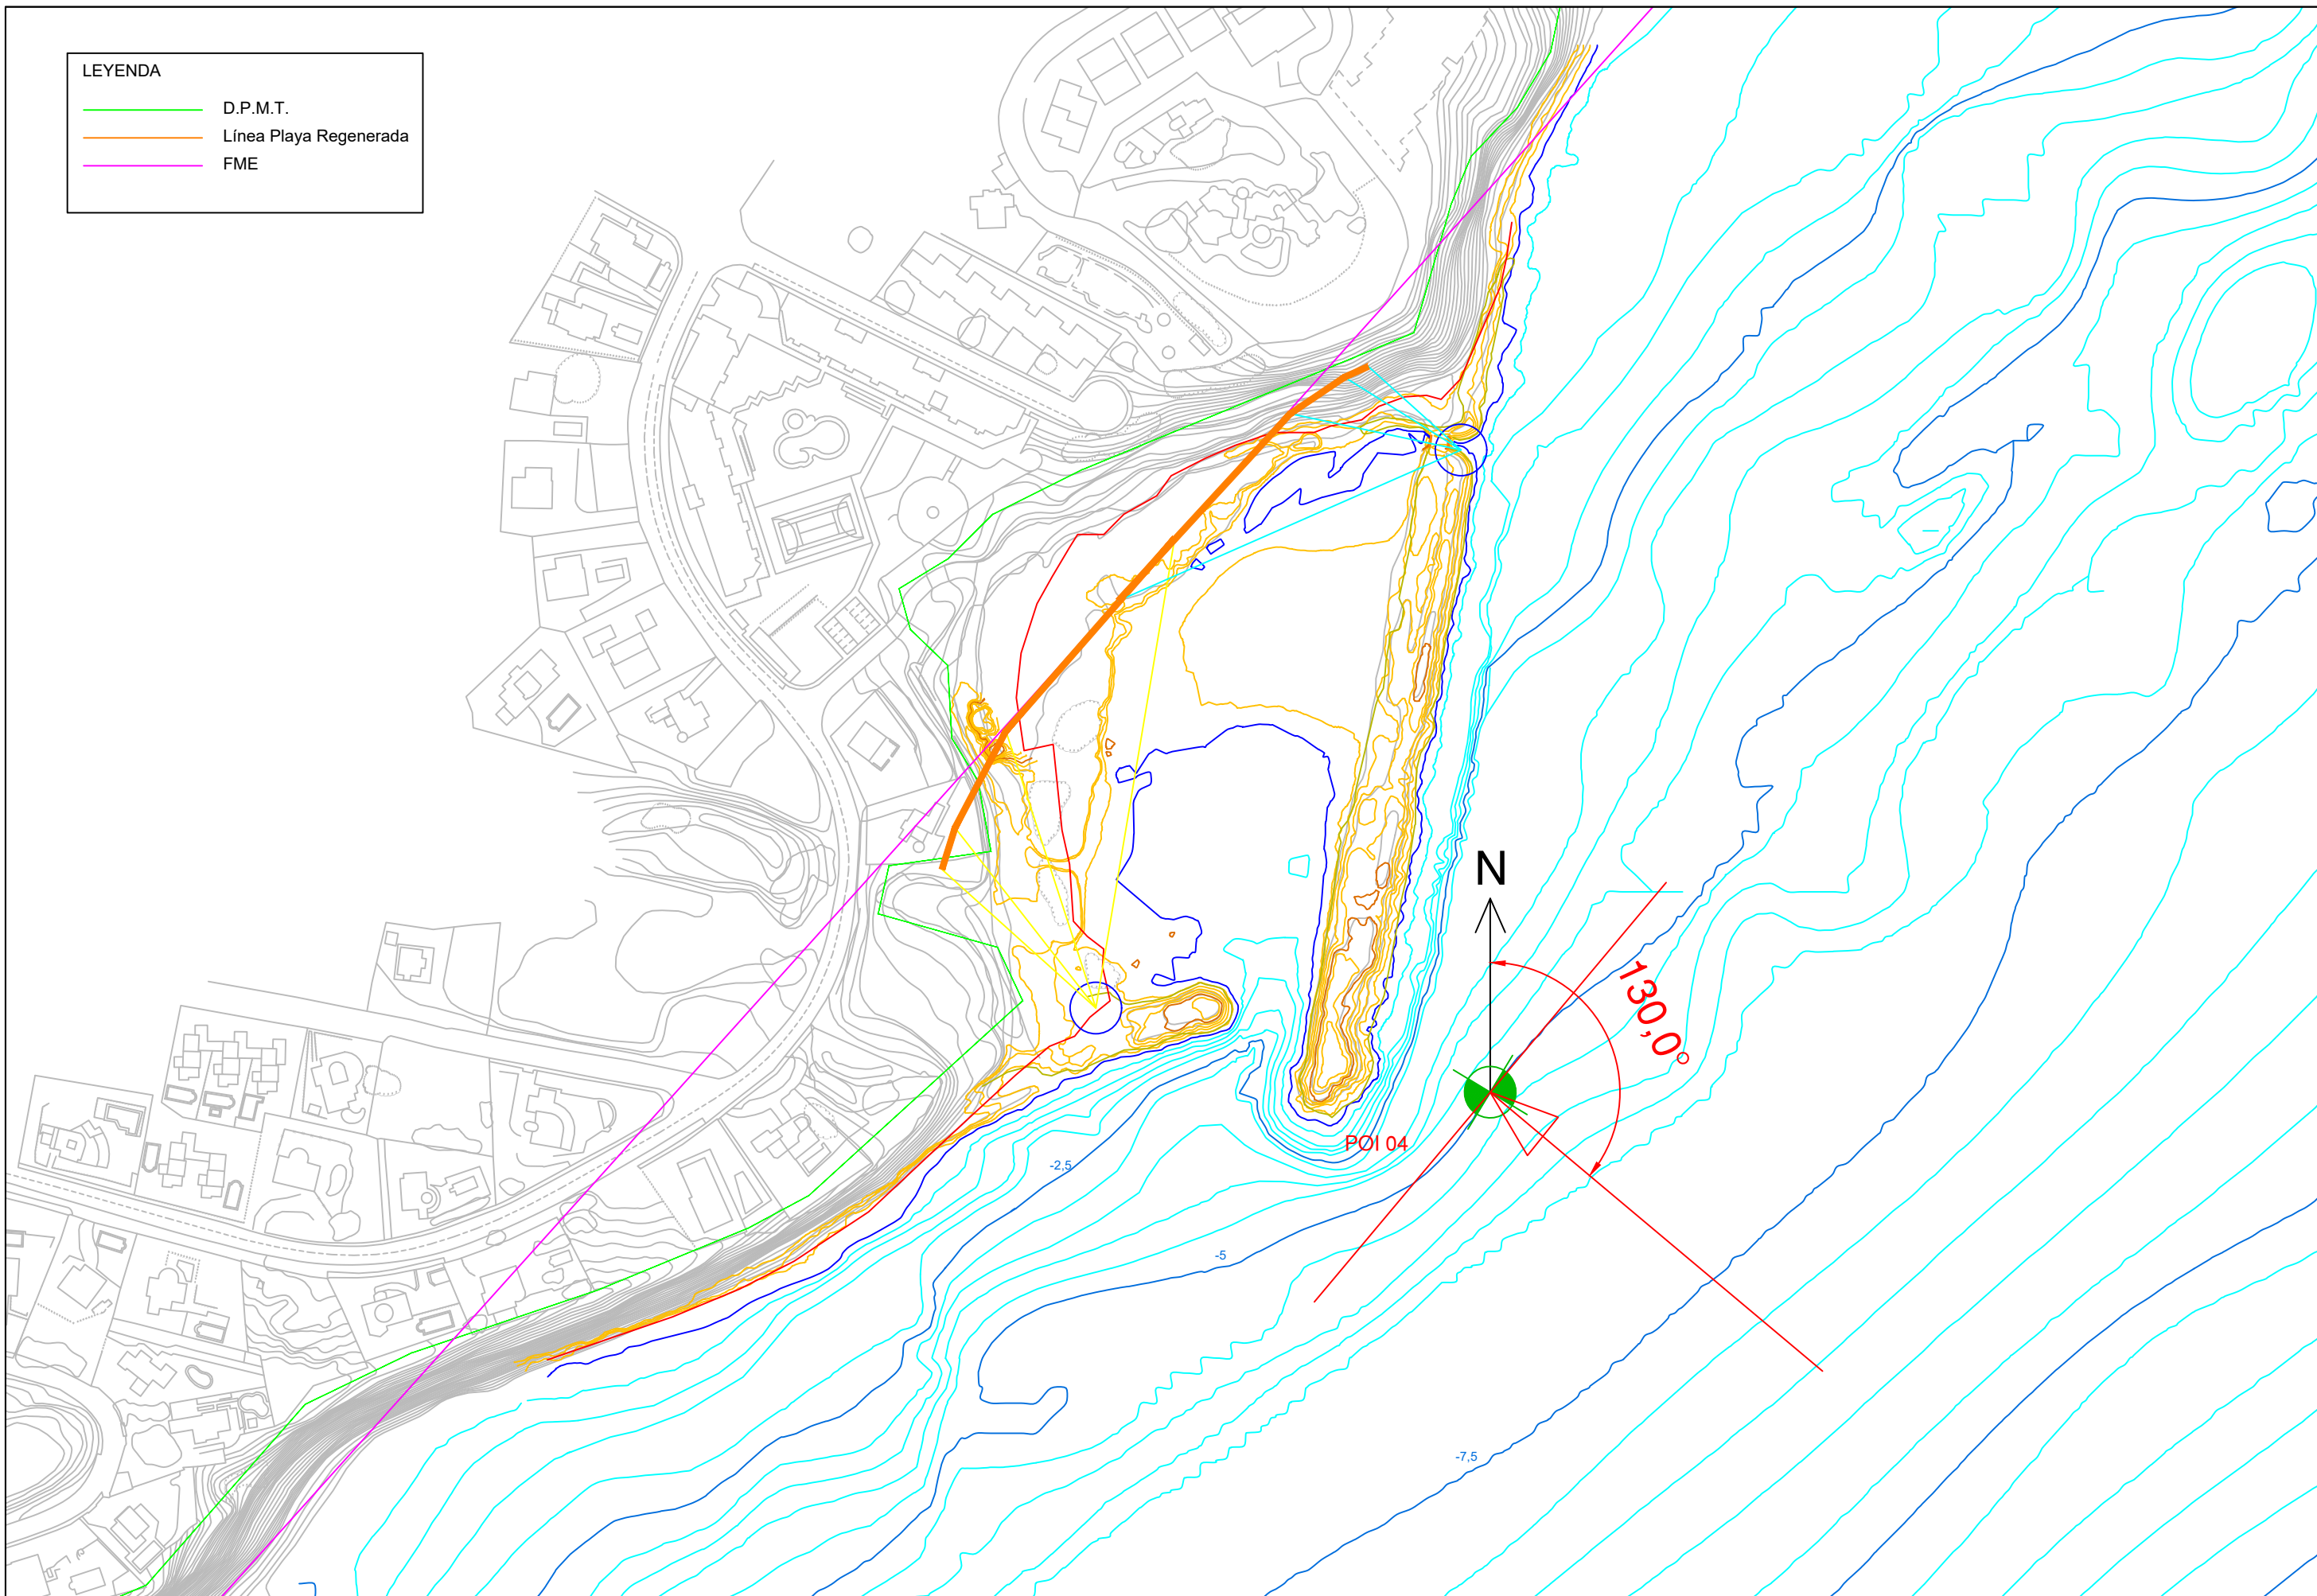 LEYENDA
D.P.M.T.
Línea Playa Regenerada
FME
N
130,0°
POI 04
-2,5
-5
-7,5